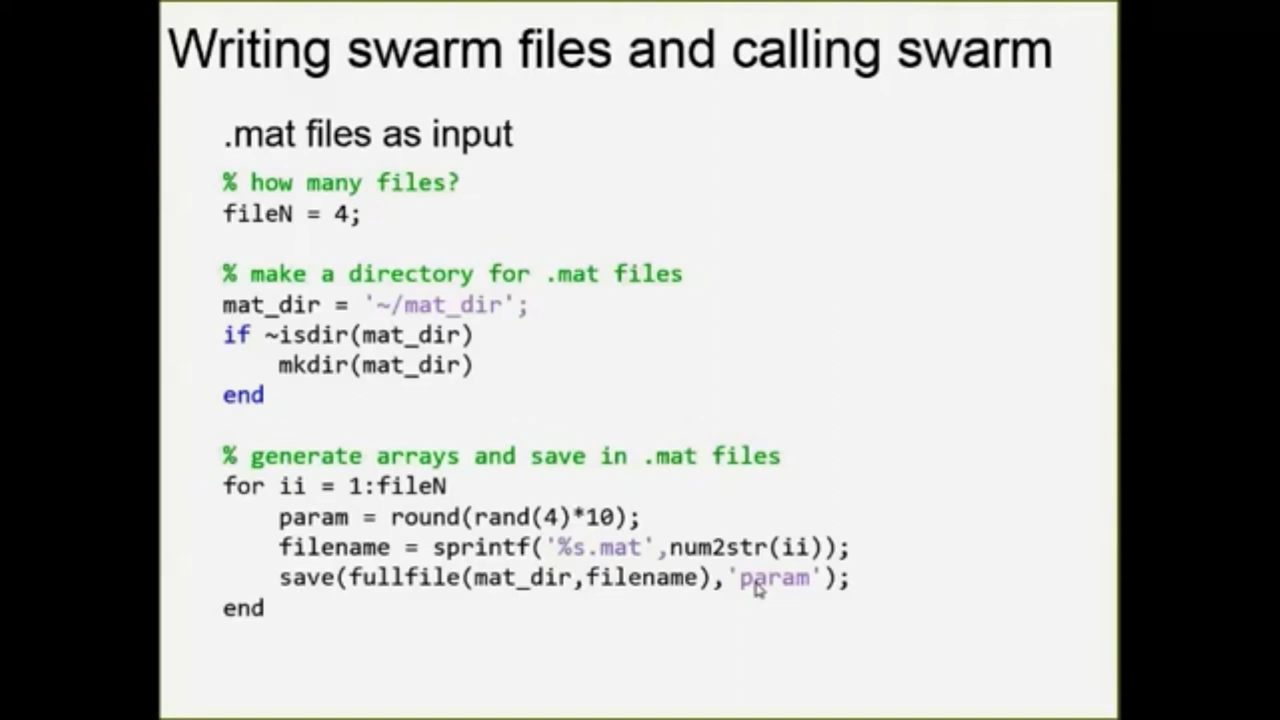 Writing swarm files and calling swarm
.mat files as input
% how many files?
fileN = 4;
% make a directory for .mat files
mat_dir = '~/mat_dir';
if ~isdir(mat_dir)
    mkdir(mat_dir)
end
% generate arrays and save in .mat files
for ii = 1:fileN
    param = round(rand(4)*10);
    filename = sprintf('%s.mat',num2str(ii));
    save(fullfile(mat_dir,filename),'param');
end